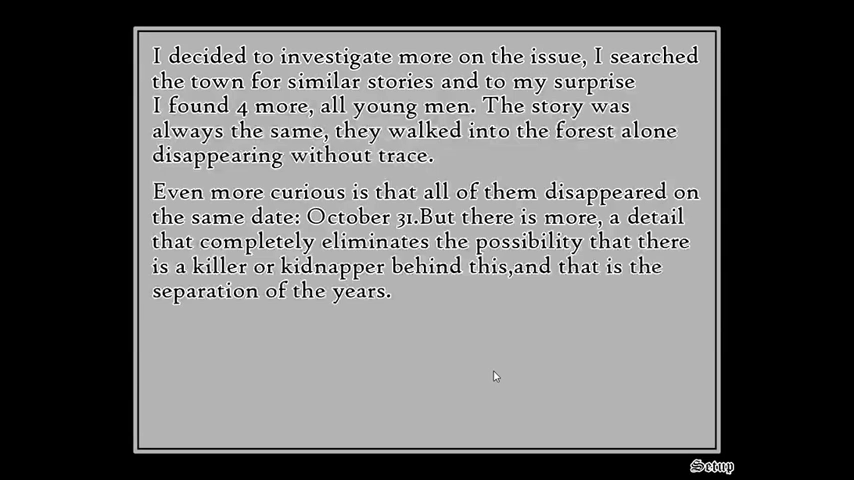 I decided to investigate more on the issue, I searched
the town for similar stories and to my surprise
I found 4 more, all young men. The story was
always the same, they walked into the forest alone
disappearing without trace.
Even more curious is that all of them disappeared on
the same date: October 31.But there is more, a detail
that completely eliminates the possibility that there
is a killer or kidnapper behind this,and that is the
separation of the years.
Setup